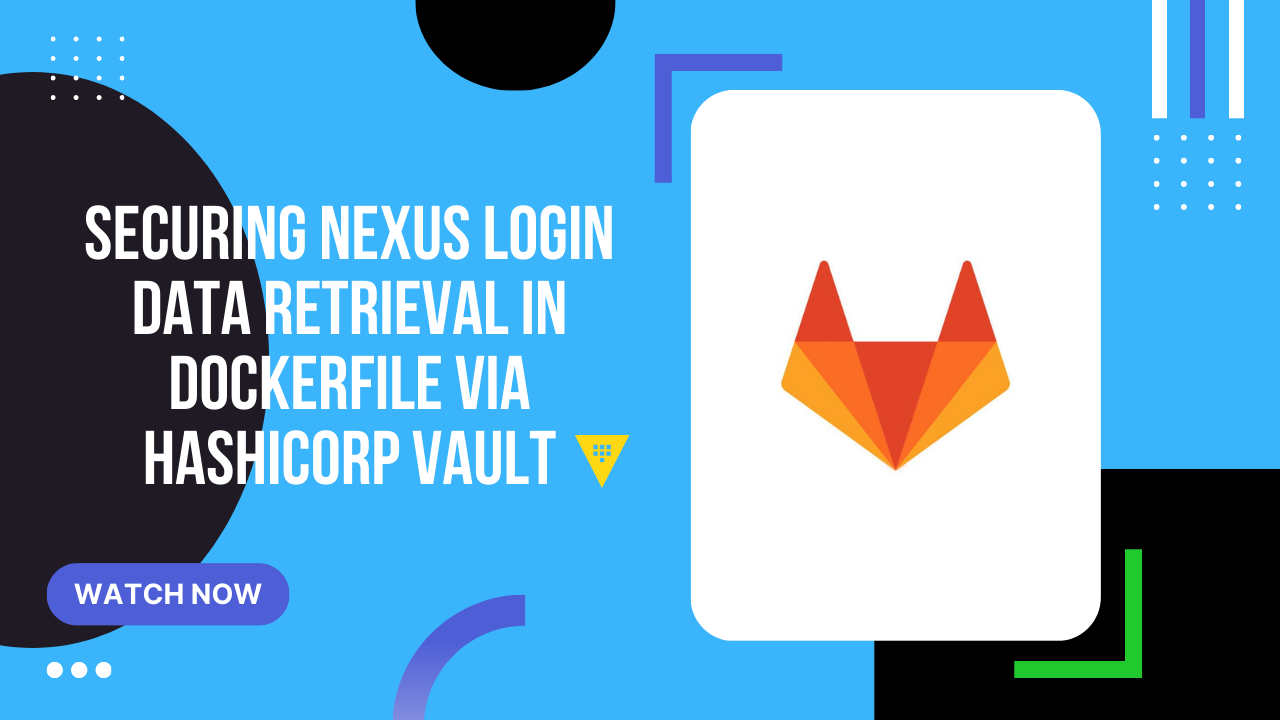 SECURING NEXUS LOGIN
DATA RETRIEVAL IN
DOCKERFILE VIA
HASHICORP VAULT
WATCH NOW